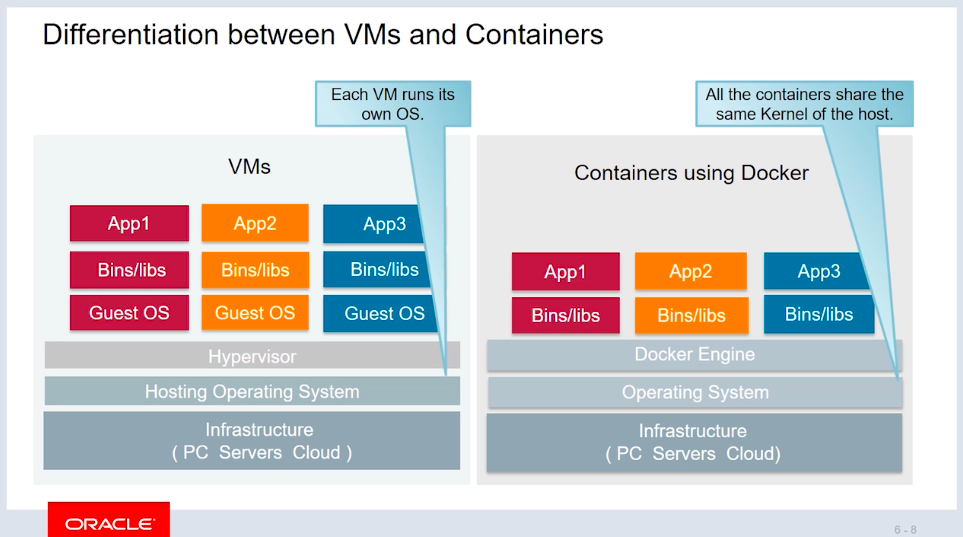 Differentiation between VMs and Containers
Each VM runs its
own OS.
All the containers share the
same Kernel of the host.
VMs
App1 App2 App3
Bins/libs Bins/libs Bins/libs
Guest OS Guest OS Guest OS
Hypervisor
Hosting Operating System
Infrastructure
( PC Servers Cloud )
Containers using Docker
App1 App2 App3
Bins/libs Bins/libs Bins/libs
Docker Engine
Operating System
Infrastructure
( PC Servers Cloud)
ORACLE
6 - 8